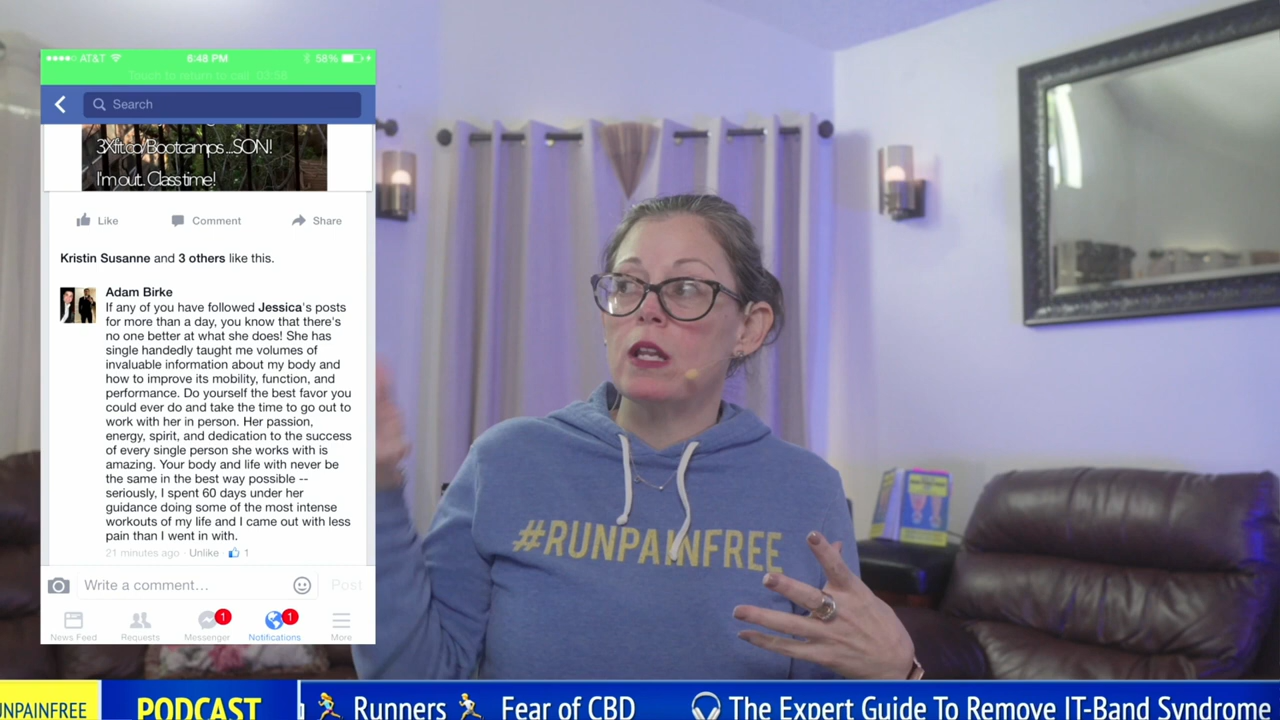 AT&T 6:48 PM 58%
Touch to return to call 03:58
Search
3Xfit.co/Bootcamps ...SON!
I'm out.. Class time!
Like Comment Share
Kristin Susanne and 3 others like this.
Adam Birke
If any of you have followed Jessica's posts
for more than a day, you know that there's
no one better at what she does! She has
single handedly taught me volumes of
invaluable information about my body and
how to improve its mobility, function, and
performance. Do yourself the best favor you
could ever do and take the time to go out to
work with her in person. Her passion,
energy, spirit, and dedication to the success
of every single person she works with is
amazing. Your body and life with never be
the same in the best way possible --
seriously, I spent 60 days under her
guidance doing some of the most intense
workouts of my life and I came out with less
pain than I went in with.
21 minutes ago · Unlike · 1
Write a comment... Post
1 1
News Feed Requests Messenger Notifications More
#RUNPAINFREE
UNPAINFREE PODCAST Runners Fear of CBD The Expert Guide To Remove IT-Band Syndrome